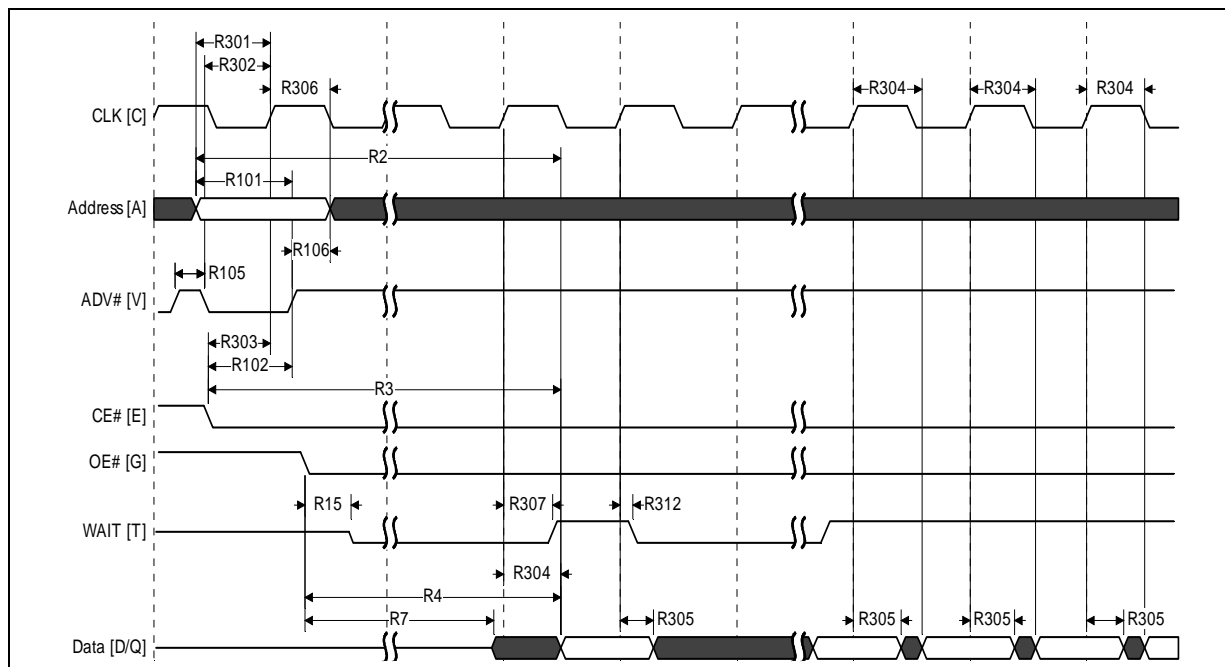 R301
R302
R306
R304
R304
R304
CLK [C]
R2
R101
Address [A]
R106
R105
ADV# [V]
R303
R102
R3
CE# [E]
OE# [G]
R15
R307
R312
WAIT [T]
R304
R4
R7
R305
R305
R305
R305
Data [D/Q]